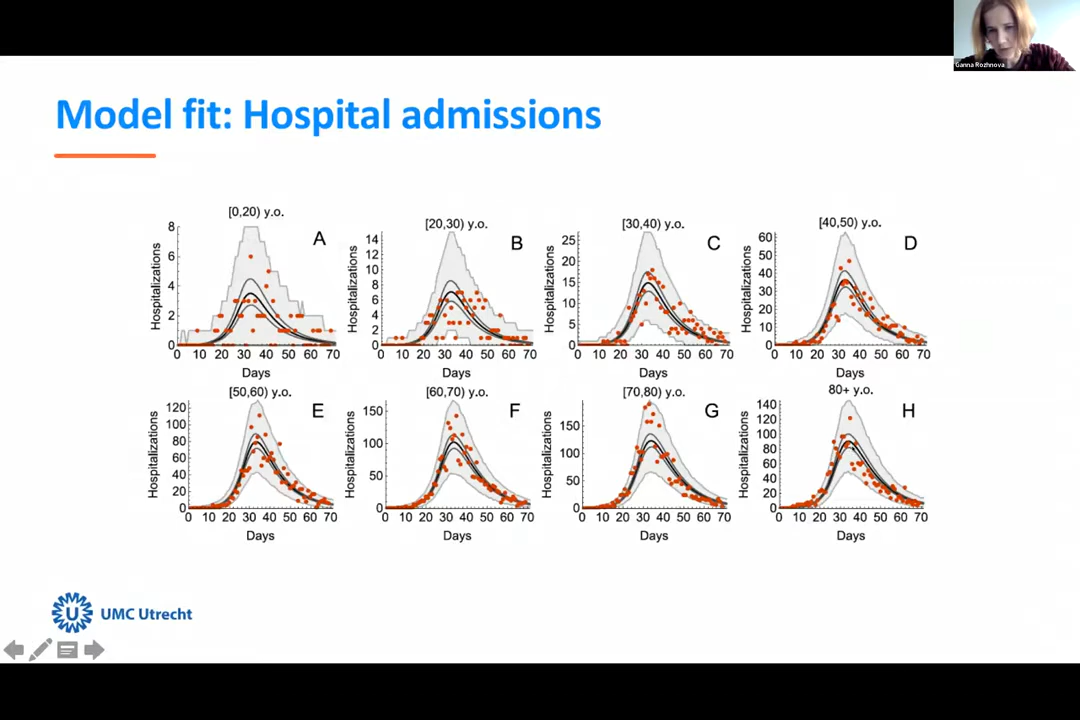 Ganna Rozhnova
Model fit: Hospital admissions
[0,20) y.o.
A
Hospitalizations
8
6
4
2
0
0 10 20 30 40 50 60 70
Days
[20,30) y.o.
B
Hospitalizations
14
12
10
8
6
4
2
0
0 10 20 30 40 50 60 70
Days
[30,40) y.o.
C
Hospitalizations
25
20
15
10
5
0
0 10 20 30 40 50 60 70
Days
[40,50) y.o.
D
Hospitalizations
60
50
40
30
20
10
0
0 10 20 30 40 50 60 70
Days
[50,60) y.o.
E
Hospitalizations
120
100
80
60
40
20
0
0 10 20 30 40 50 60 70
Days
[60,70) y.o.
F
Hospitalizations
150
100
50
0
0 10 20 30 40 50 60 70
Days
[70,80) y.o.
G
Hospitalizations
150
100
50
0
0 10 20 30 40 50 60 70
Days
80+ y.o.
H
Hospitalizations
140
120
100
80
60
40
20
0
0 10 20 30 40 50 60 70
Days
U
UMC Utrecht